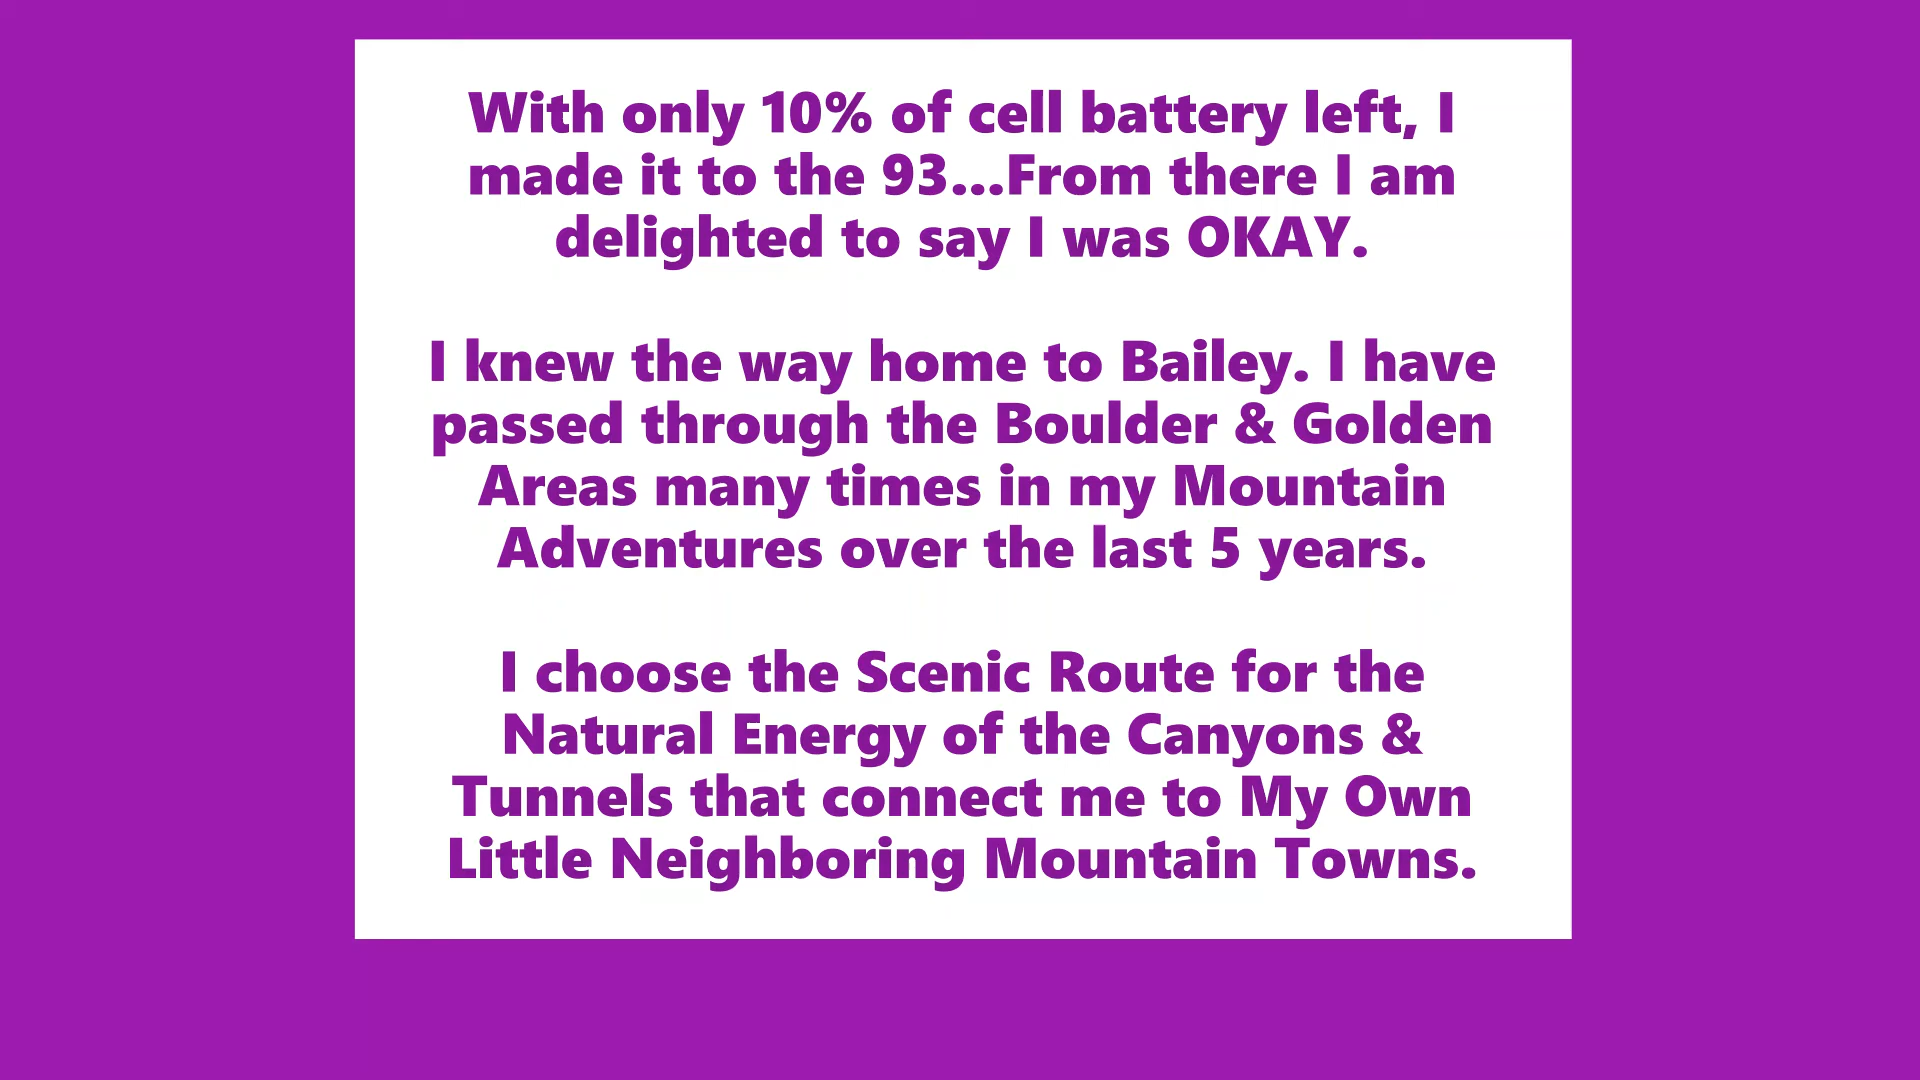 With only 10% of cell battery left, I
made it to the 93...From there I am
delighted to say I was OKAY.
I knew the way home to Bailey. I have
passed through the Boulder & Golden
Areas many times in my Mountain
Adventures over the last 5 years.
I choose the Scenic Route for the
Natural Energy of the Canyons &
Tunnels that connect me to My Own
Little Neighboring Mountain Towns.